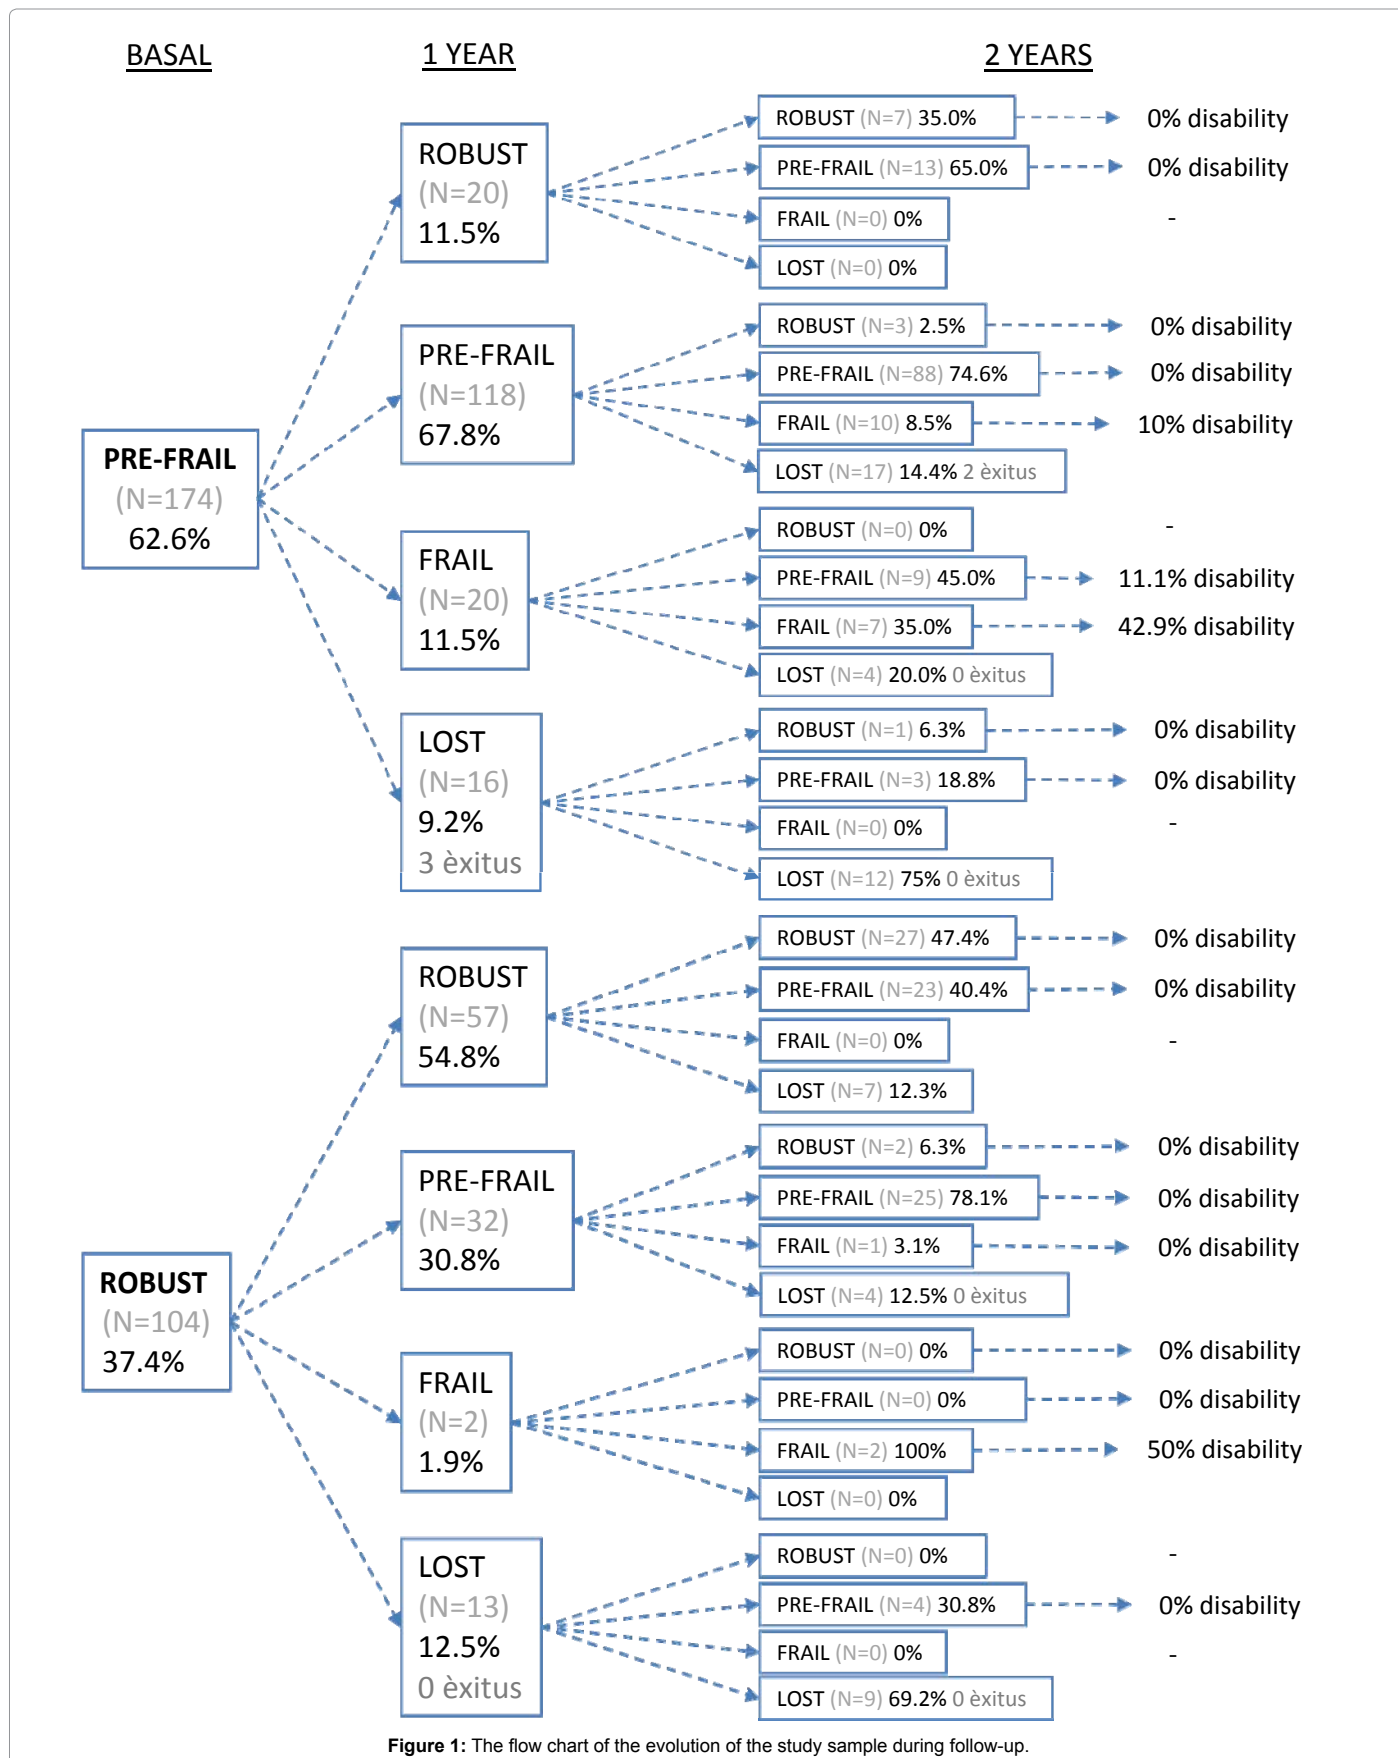 BASAL
1 YEAR
2 YEARS
PRE-FRAIL
(N=174)
62.6%
ROBUST
(N=20)
11.5%
ROBUST (N=7) 35.0%
0% disability
PRE-FRAIL (N=13) 65.0%
0% disability
FRAIL (N=0) 0%
-
LOST (N=0) 0%
PRE-FRAIL
(N=118)
67.8%
ROBUST (N=3) 2.5%
0% disability
PRE-FRAIL (N=88) 74.6%
0% disability
FRAIL (N=10) 8.5%
10% disability
LOST (N=17) 14.4% 2 èxitus
FRAIL
(N=20)
11.5%
ROBUST (N=0) 0%
-
PRE-FRAIL (N=9) 45.0%
11.1% disability
FRAIL (N=7) 35.0%
42.9% disability
LOST (N=4) 20.0% 0 èxitus
LOST
(N=16)
9.2%
3 èxitus
ROBUST (N=1) 6.3%
0% disability
PRE-FRAIL (N=3) 18.8%
0% disability
FRAIL (N=0) 0%
-
LOST (N=12) 75% 0 èxitus
ROBUST
(N=104)
37.4%
ROBUST
(N=57)
54.8%
ROBUST (N=27) 47.4%
0% disability
PRE-FRAIL (N=23) 40.4%
0% disability
FRAIL (N=0) 0%
-
LOST (N=7) 12.3%
PRE-FRAIL
(N=32)
30.8%
ROBUST (N=2) 6.3%
0% disability
PRE-FRAIL (N=25) 78.1%
0% disability
FRAIL (N=1) 3.1%
0% disability
LOST (N=4) 12.5% 0 èxitus
FRAIL
(N=2)
1.9%
ROBUST (N=0) 0%
0% disability
PRE-FRAIL (N=0) 0%
0% disability
FRAIL (N=2) 100%
50% disability
LOST (N=0) 0%
LOST
(N=13)
12.5%
0 èxitus
ROBUST (N=0) 0%
-
PRE-FRAIL (N=4) 30.8%
0% disability
FRAIL (N=0) 0%
-
LOST (N=9) 69.2% 0 èxitus
Figure 1: The flow chart of the evolution of the study sample during follow-up.